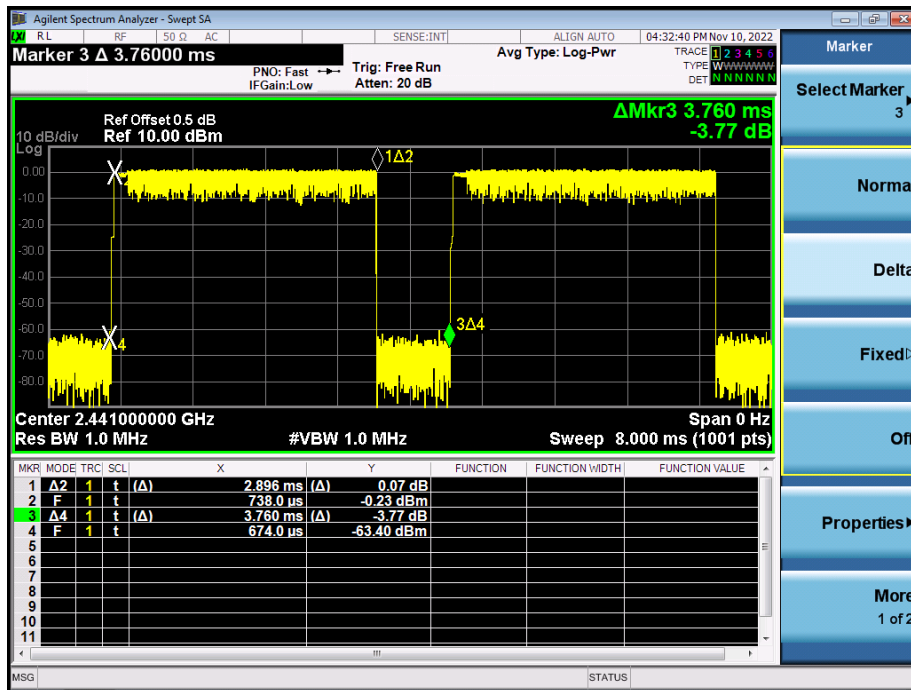 Agilent Spectrum Analyzer - Swept SA
LXI RL RF 50 Ω AC SENSE:INT ALIGN AUTO 04:32:40 PM Nov 10, 2022
Marker 3 Δ 3.76000 ms
PNO: Fast
IFGain:Low
Trig: Free Run
Atten: 20 dB
Avg Type: Log-Pwr
TRACE 1 2 3 4 5 6
TYPE WWWWWW
DET N N N N N N
ΔMkr3 3.760 ms
-3.77 dB
Ref Offset 0.5 dB
10 dB/div Ref 10.00 dBm
Log
0.00
-10.0
-20.0
-30.0
-40.0
-50.0
-60.0
-70.0
-80.0
1Δ2
3Δ4
4
Center 2.441000000 GHz Span 0 Hz
Res BW 1.0 MHz #VBW 1.0 MHz Sweep 8.000 ms (1001 pts)
MKR MODE TRC SCL X Y FUNCTION FUNCTION WIDTH FUNCTION VALUE
1 Δ2 1 t (Δ) 2.896 ms (Δ) 0.07 dB
2 F 1 t 738.0 µs -0.23 dBm
3 Δ4 1 t (Δ) 3.760 ms (Δ) -3.77 dB
4 F 1 t 674.0 µs -63.40 dBm
5
6
7
8
9
10
11
MSG STATUS
Marker
Select Marker
3
Norma
Delta
Fixed
Off
Properties
More
1 of 2